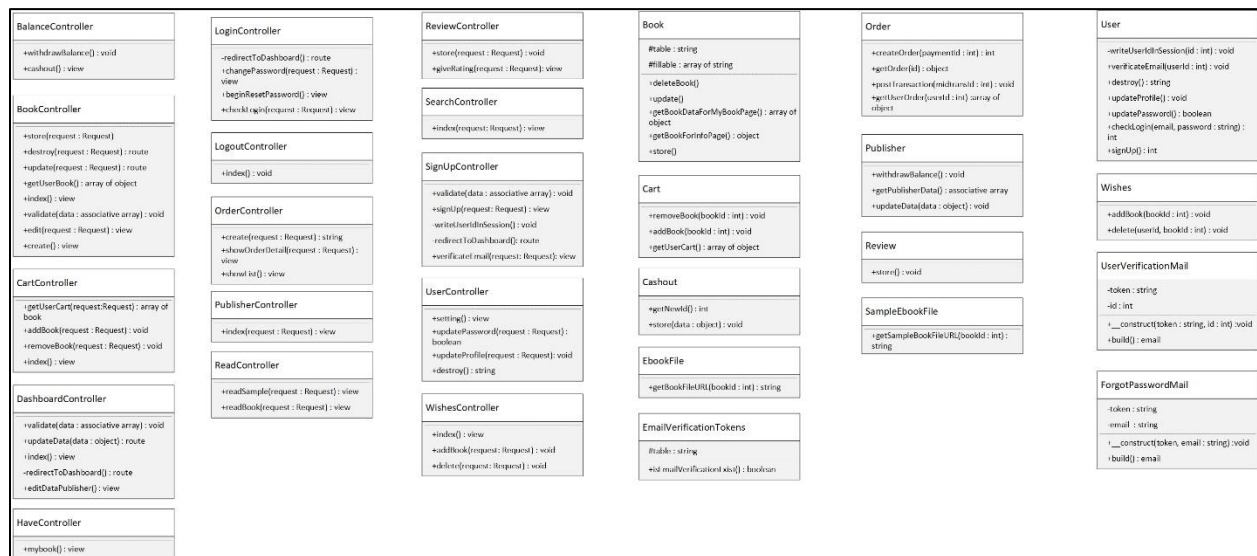 BalanceController
+withdrawBalance() : void
+cashout() : view
BookController
+store(request : Request)
+destroy(request : Request) : route
+update(request : Request) : route
+getUserBook() : array of object
+index() : view
+validate(data : associative array) : void
+edit(request : Request) : view
+create() : view
CartController
+getUserCart(request:Request) : array of
book
+addBook(request : Request) : void
+removeBook(request : Request) : void
+index() : view
DashboardController
+validate(data : associative array) : void
+updateData(data : object) : route
+index() : view
-redirectToDashboard() : route
+editDataPublisher() : view
HaveController
+mybook() : view
LoginController
-redirectToDashboard() : route
+changePassword(request : Request) :
view
+beginResetPassword() : view
+checkLogin(request : Request) : view
LogoutController
+index() : void
OrderController
+create(request : Request) : string
+showOrderDetail(request : Request) :
view
+showList() : view
PublisherController
+index(request : Request) : view
ReadController
+readSample(request : Request) : view
+readBook(request : Request) : view
ReviewController
+store(request : Request) : void
+giveRating(request : Request): view
SearchController
+index(request: Request) : view
SignUpController
+validate(data : associative array) : void
+signUp(request: Request) : view
-writeUserIdInSession() : void
-redirectToDashboard(): route
+verificateEmail(request: Request): view
UserController
+setting() : view
+updatePassword(request : Request) :
boolean
+updateProfile(request : Request): void
+destroy() : string
WishesController
+index() : view
+addBook(request: Request) : void
+delete(request: Request) : void
Book
#table : string
#fillable : array of string
+deleteBook()
+update()
+getBookDataForMyBookPage() : array of
object
+getBookForInfoPage() : object
+store()
Cart
+removeBook(bookId : int) : void
+addBook(bookId : int) : void
+getUserCart() : array of object
Cashout
+getNewId() : int
+store(data : object) : void
EbookFile
+getBookFileURL(bookId : int) : string
EmailVerificationTokens
#table : string
+isEmailVerificationExist() : boolean
Order
+createOrder(paymentId : int) : int
+getOrder(id) : object
+postTransaction(midtransId : int) : void
+getUserOrder(userId : int) :array of
object
Publisher
+withdrawBalance() : void
+getPublisherData() : associative array
+updateData(data : object) : void
Review
+store() : void
SampleEbookFile
+getSampleBookFileURL(bookId : int) :
string
User
-writeUserIdInSession(id : int) : void
+verificateEmail(userId : int) : void
+destroy() : string
+updateProfile() : void
+updatePassword() : boolean
+checkLogin(email, password : string) :
int
+signUp() : int
Wishes
+addBook(bookId : int) : void
+delete(userId, bookId : int) : void
UserVerificationMail
-token : string
-id : int
+__construct(token : string, id : int) :void
+build() : email
ForgotPasswordMail
-token : string
-email : string
+__construct(token, email : string) :void
+build() : email